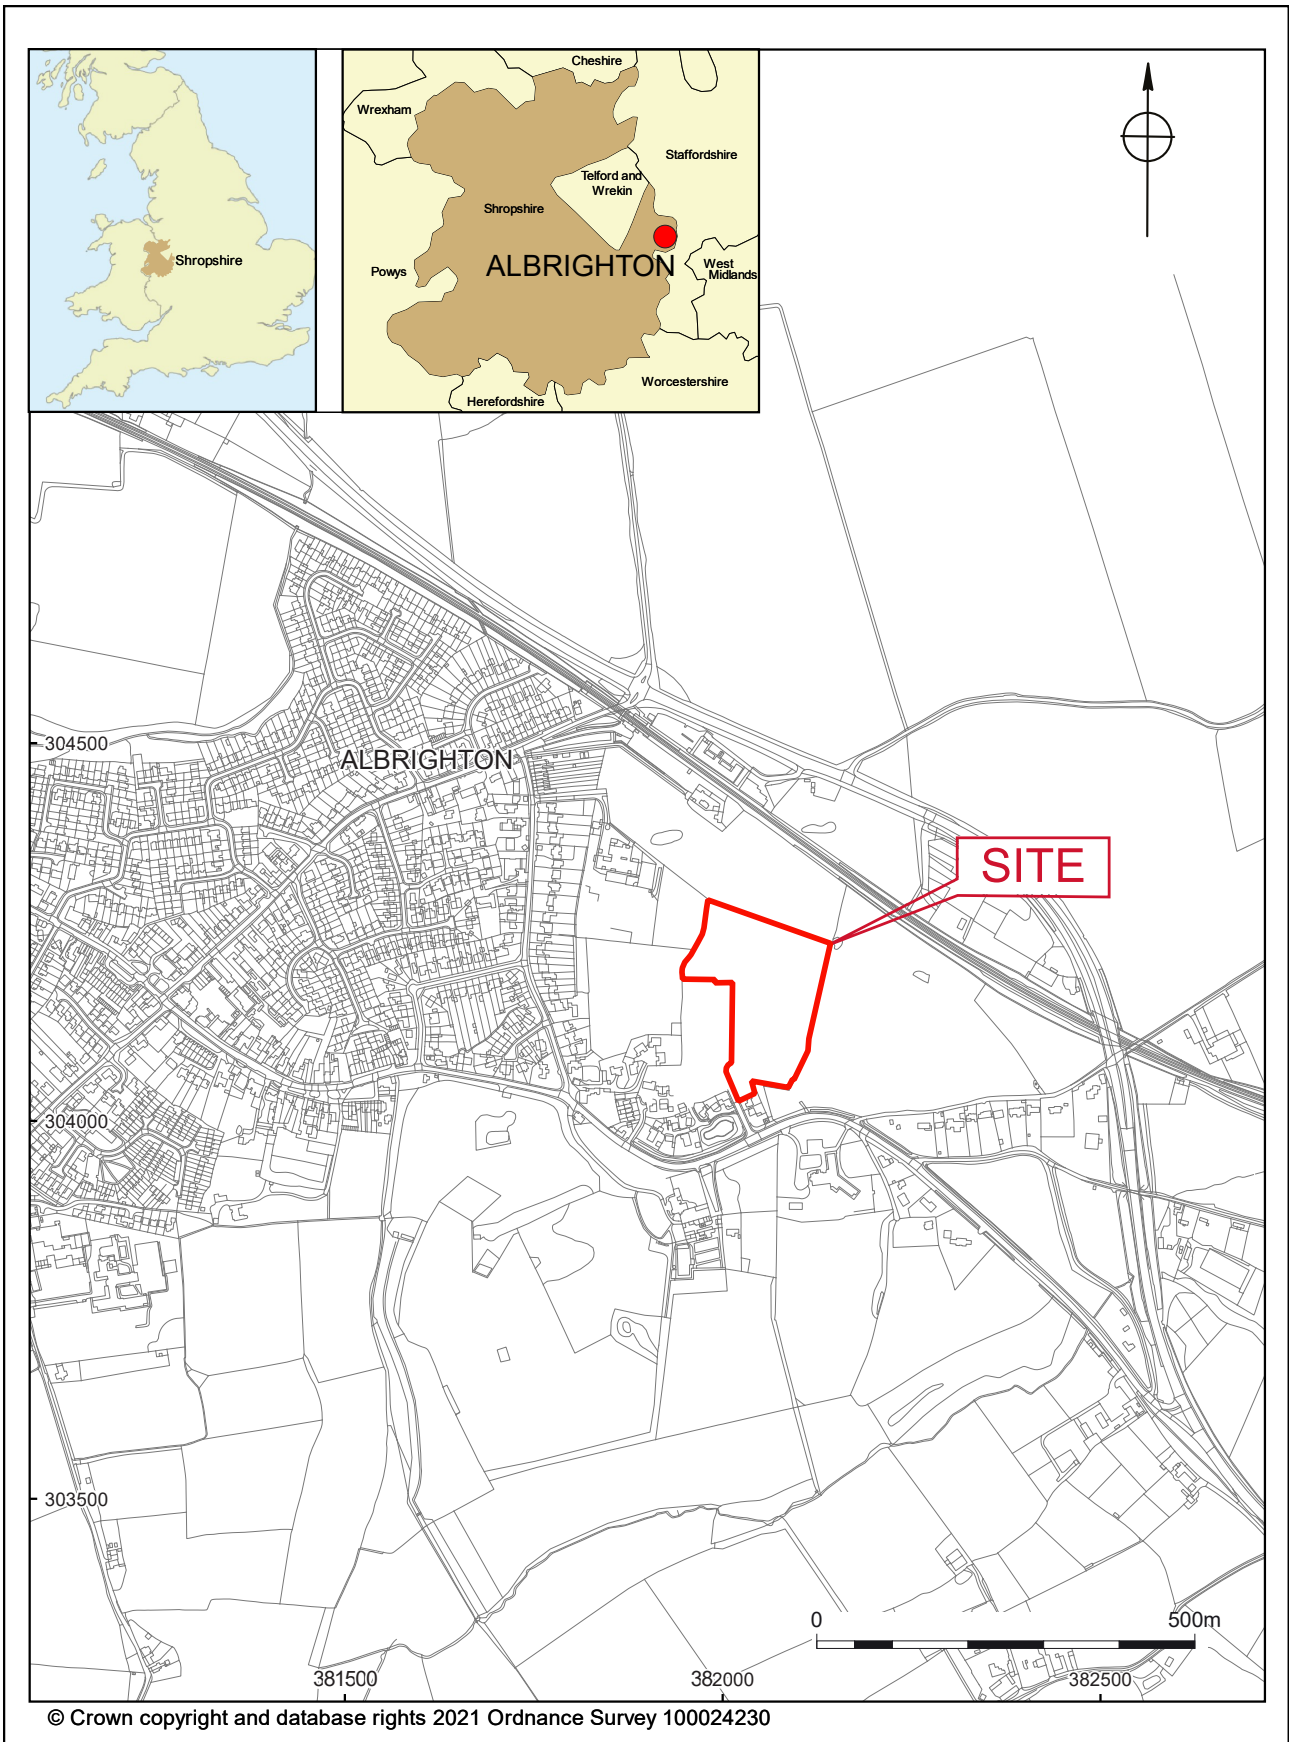 Shropshire
Cheshire
Wrexham
Staffordshire
Telford and
Wrekin
Shropshire
ALBRIGHTON
Powys
West
Midlands
Worcestershire
Herefordshire
304500
ALBRIGHTON
SITE
304000
303500
0
500m
381500
382000
382500
© Crown copyright and database rights 2021 Ordnance Survey 100024230